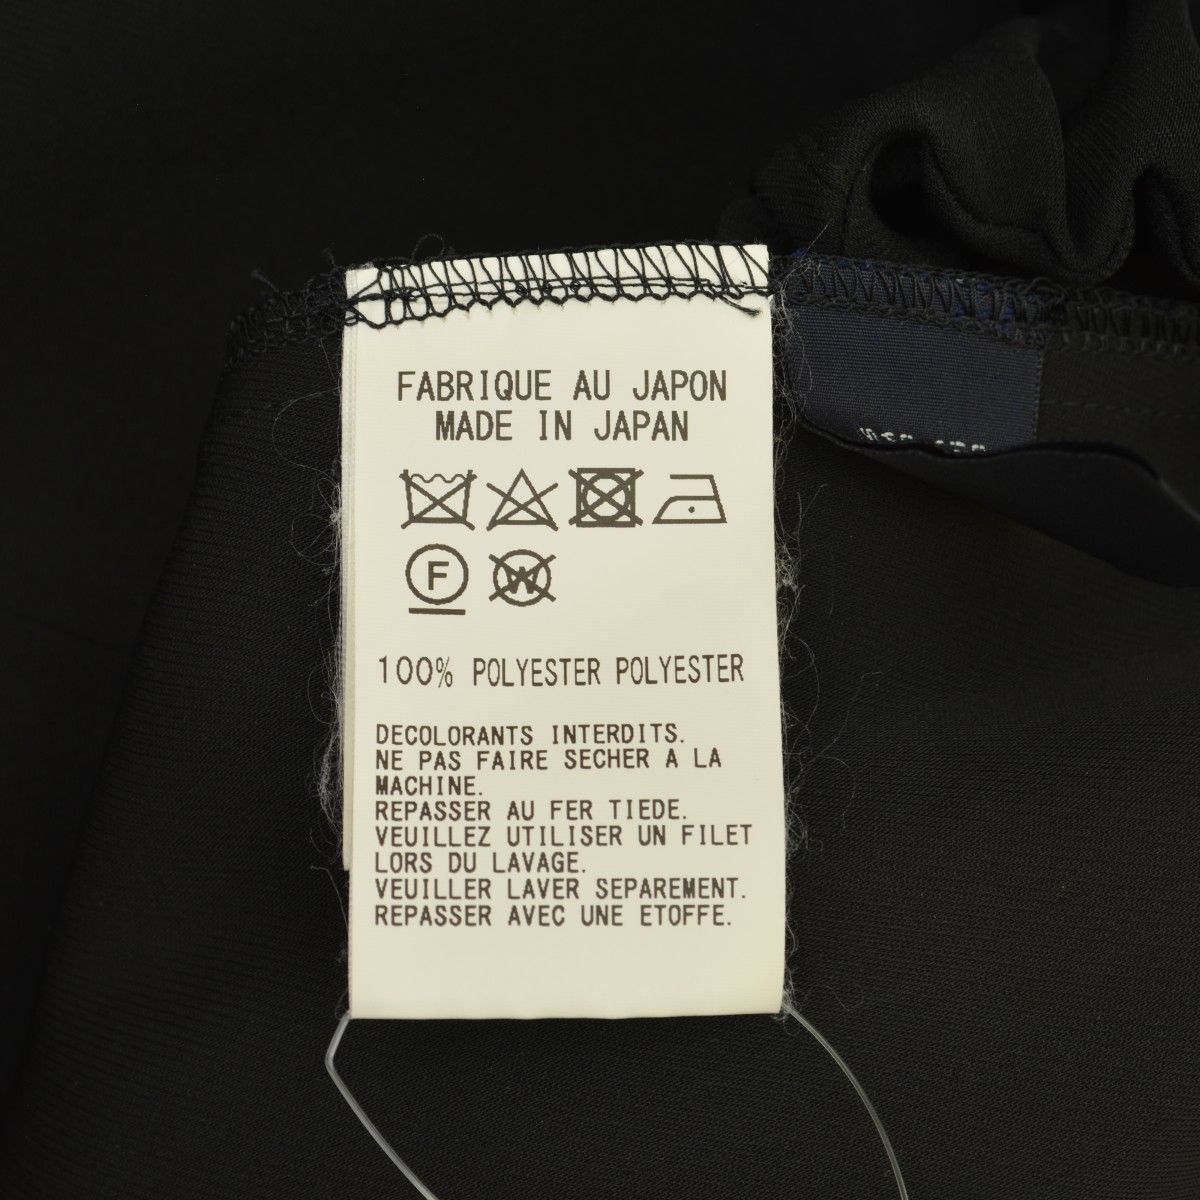 FABRIQUE AU JAPON
MADE IN JAPAN
F W
100% POLYESTER POLYESTER
DECOLORANTS INTERDITS.
NE PAS FAIRE SECHER A LA
MACHINE.
REPASSER AU FER TIEDE.
VEUILLEZ UTILISER UN FILET
LORS DU LAVAGE.
VEUILLER LAVER SEPAREMENT.
REPASSER AVEC UNE ETOFFE.